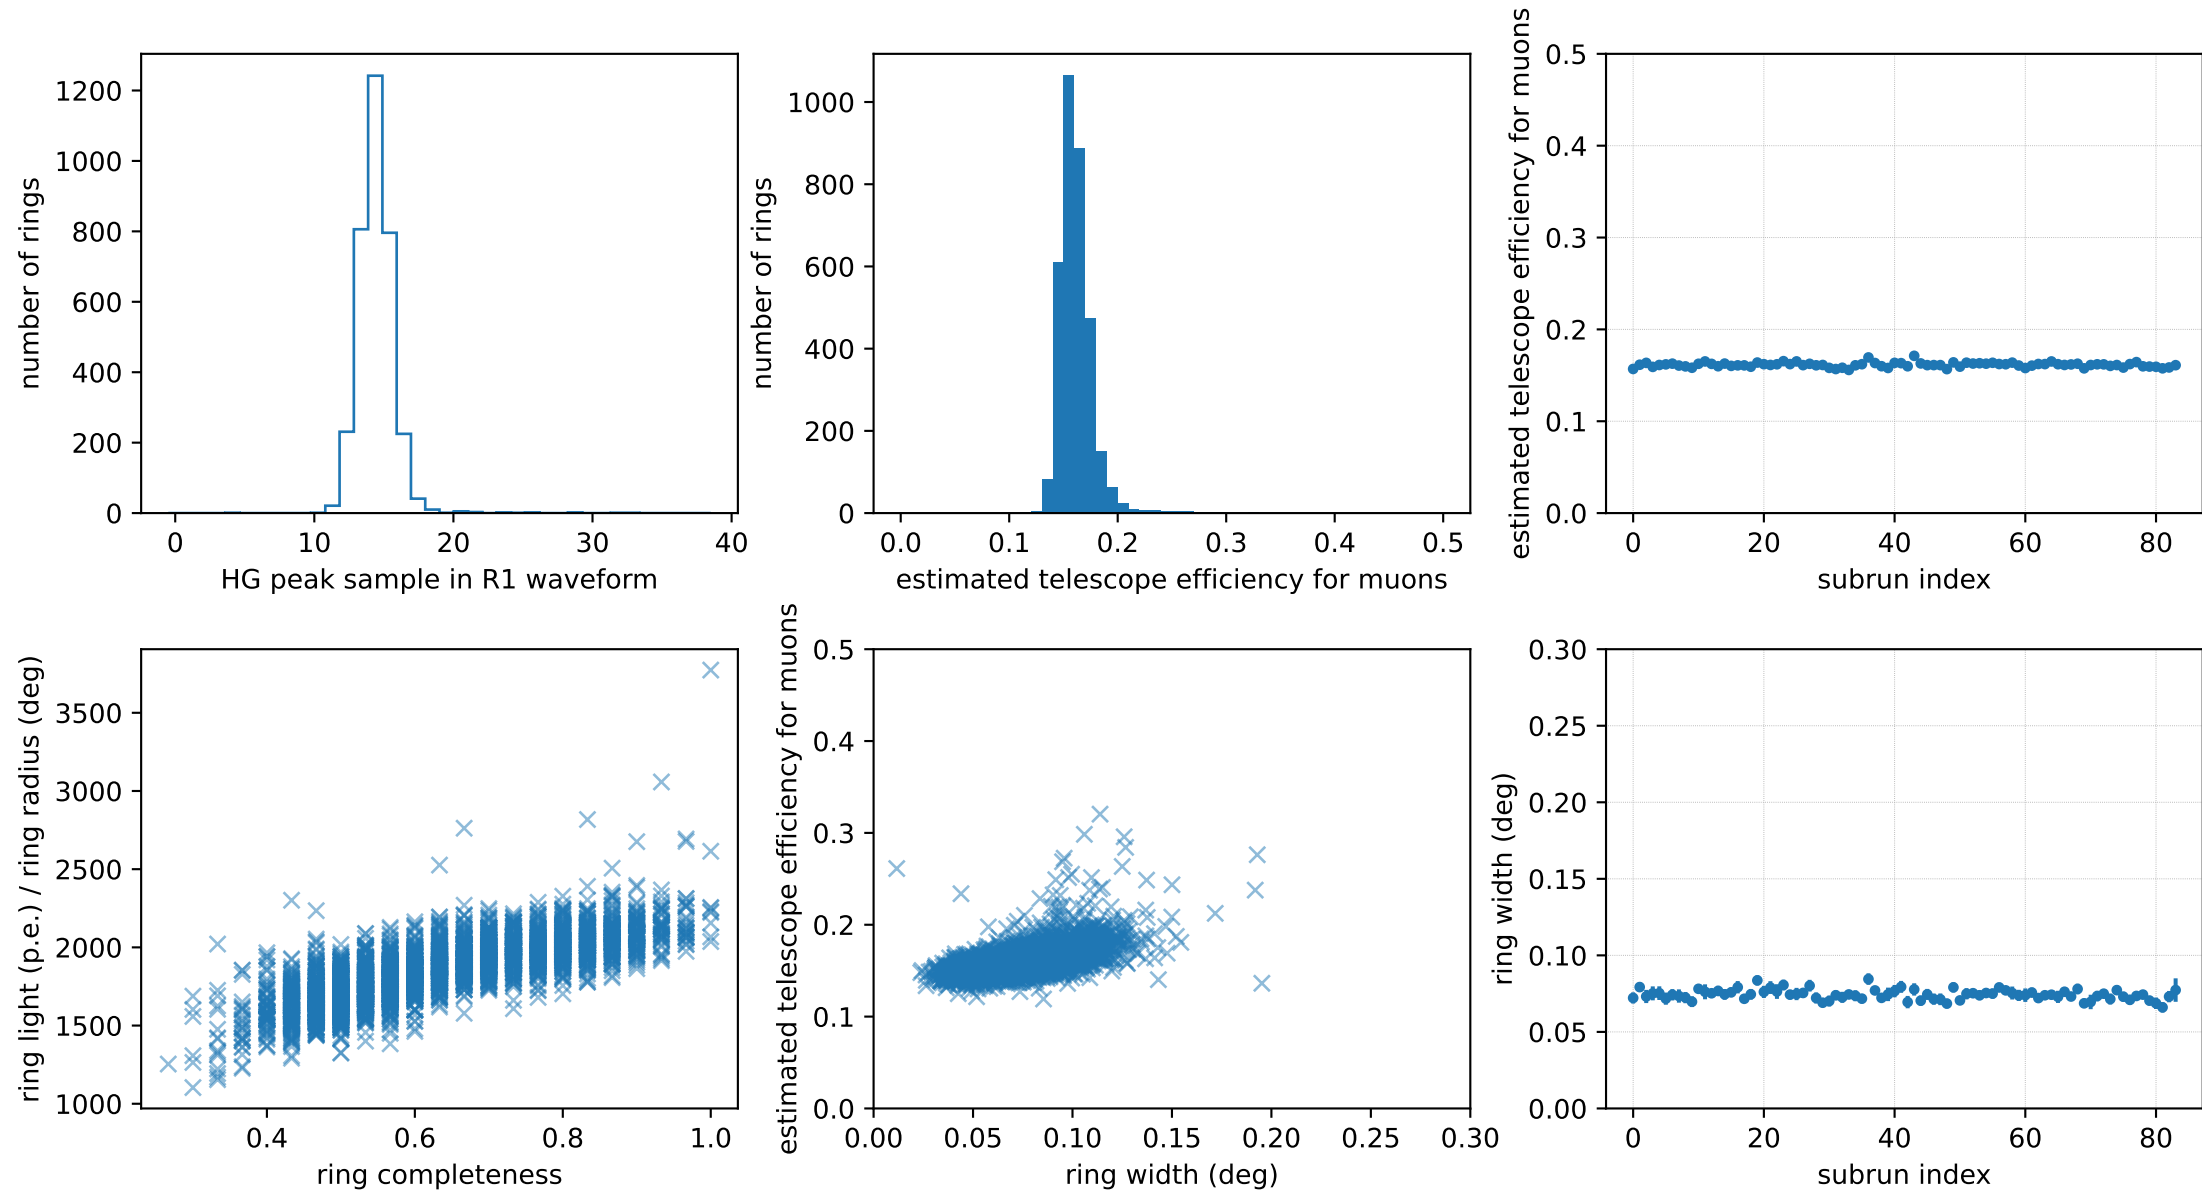 number of rings
1200
1000
800
600
400
200
0
0 10 20 30 40
HG peak sample in R1 waveform
number of rings
1000
800
600
400
200
0
0.0 0.1 0.2 0.3 0.4 0.5
estimated telescope efficiency for muons
estimated telescope efficiency for muons
0.5
0.4
0.3
0.2
0.1
0.0
0 20 40 60 80
subrun index
ring light (p.e.) / ring radius (deg)
3500
3000
2500
2000
1500
1000
0.4 0.6 0.8 1.0
ring completeness
estimated telescope efficiency for muons
0.5
0.4
0.3
0.2
0.1
0.0
0.00 0.05 0.10 0.15 0.20 0.25 0.30
ring width (deg)
ring width (deg)
0.30
0.25
0.20
0.15
0.10
0.05
0.00
0 20 40 60 80
subrun index